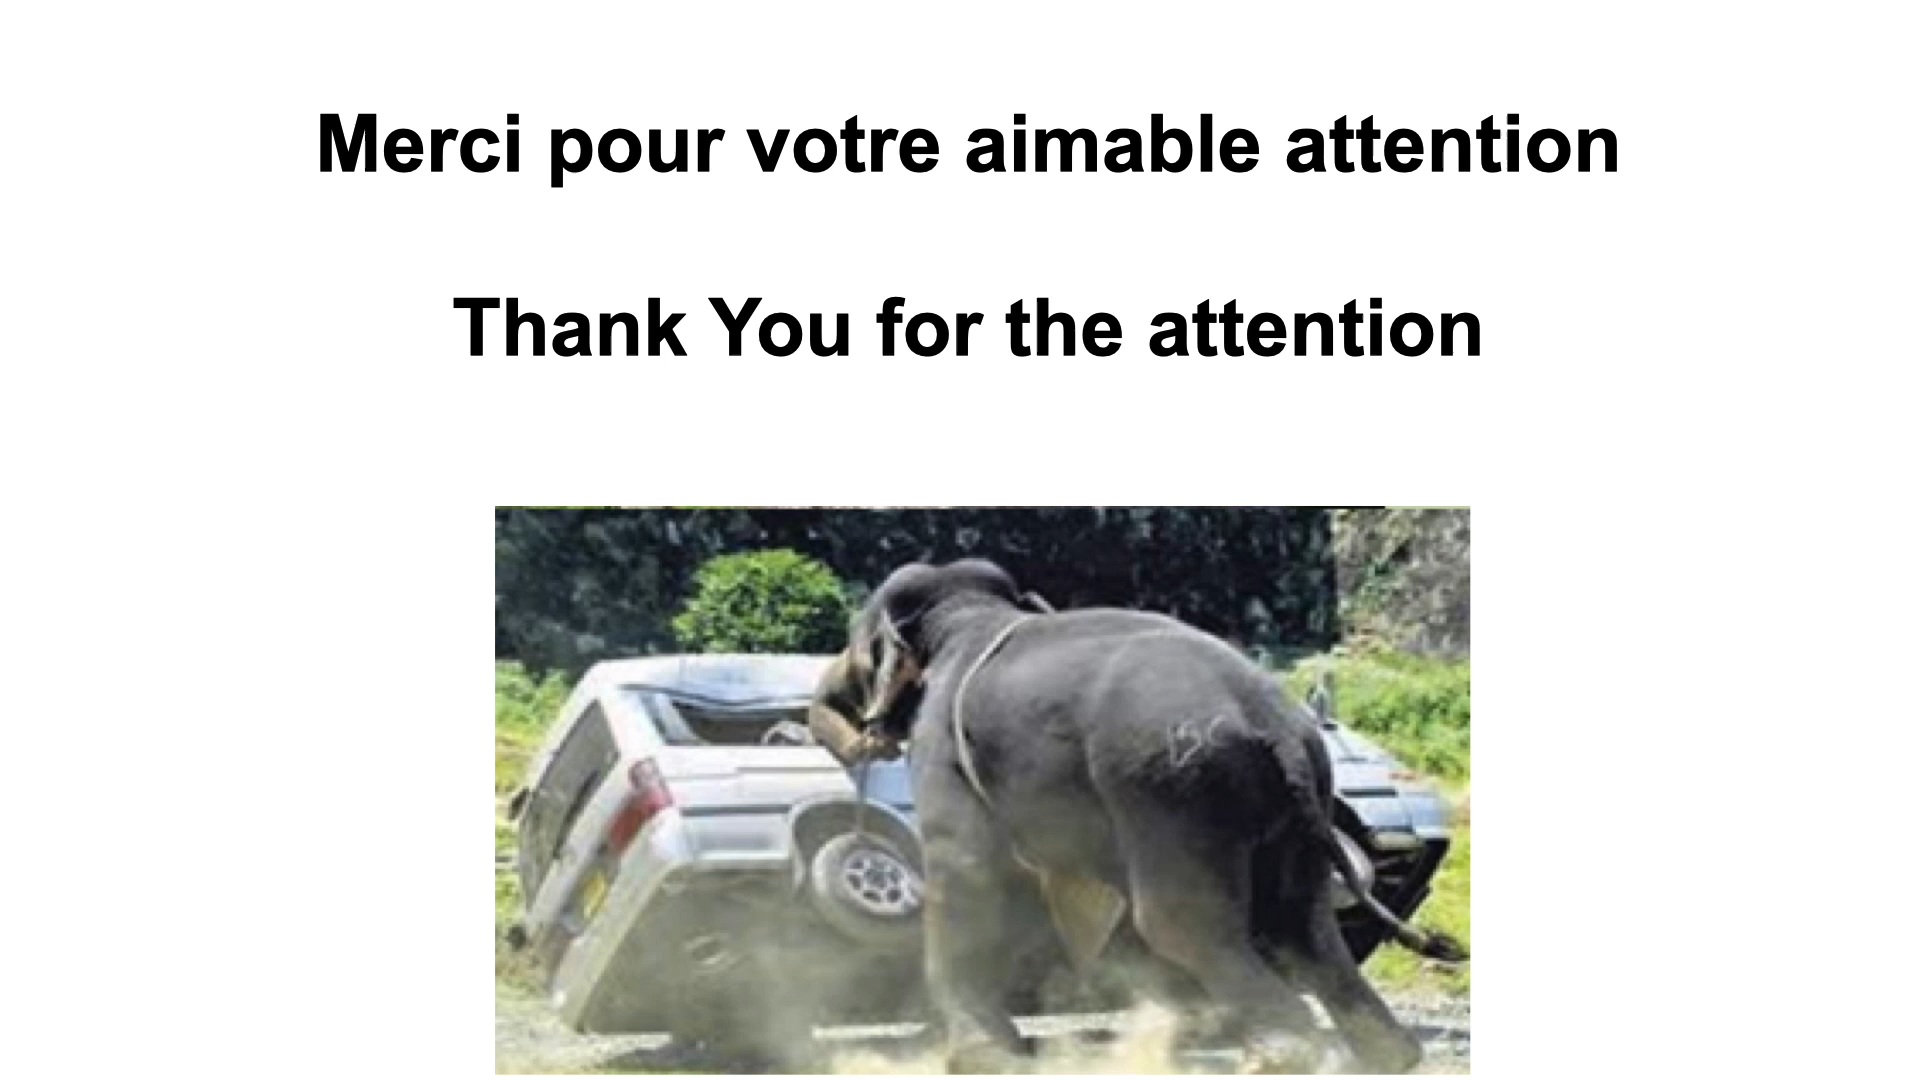 Merci pour votre aimable attention
Thank You for the attention